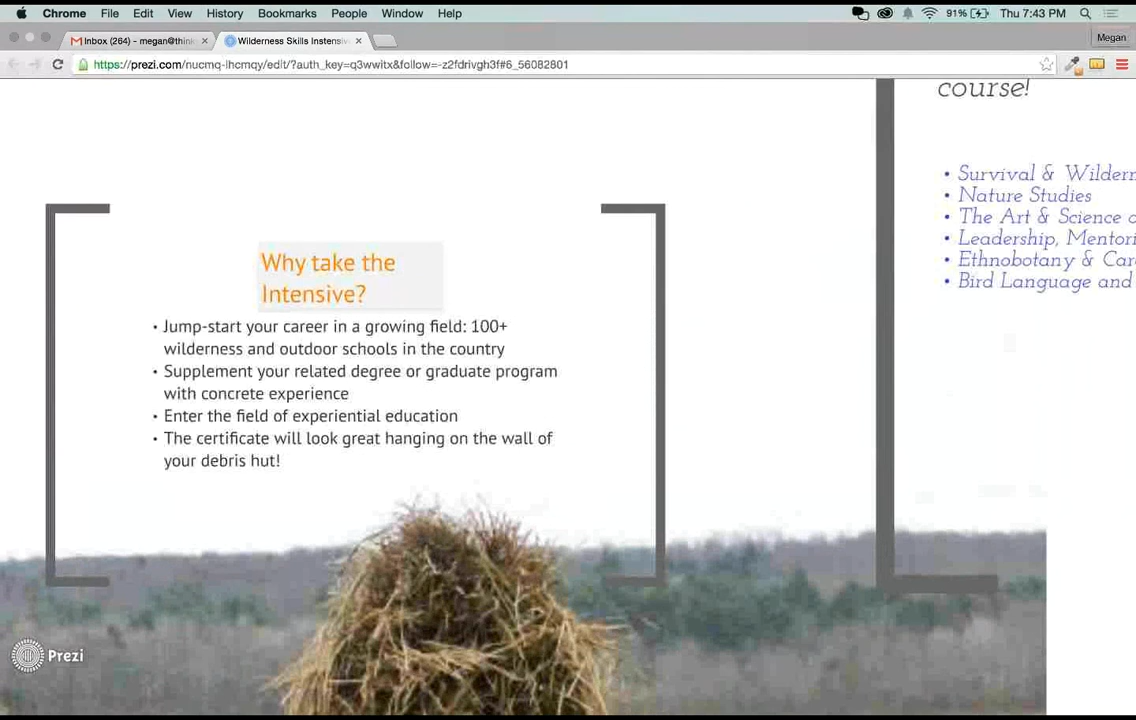 Chrome File Edit View History Bookmarks People Window Help 91% Thu 7:43 PM
Inbox (264) - megan@think Wilderness Skills Instensiv Megan
https://prezi.com/nucmq-ihcmqy/edit/?auth_key=q3wwitx&follow=-z2fdrivgh3f#6_56082801
course!
• Survival & Wildern
• Nature Studies
• The Art & Science o
• Leadership, Mentori
• Ethnobotany & Car
• Bird Language and
Why take the
Intensive?
• Jump-start your career in a growing field: 100+
wilderness and outdoor schools in the country
• Supplement your related degree or graduate program
with concrete experience
• Enter the field of experiential education
• The certificate will look great hanging on the wall of
your debris hut!
Prezi